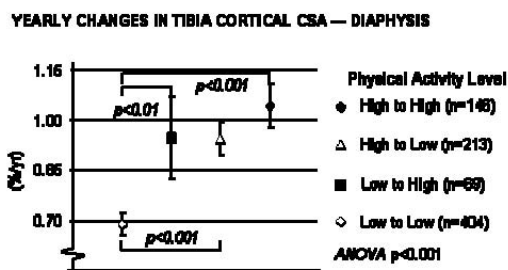 YEARLY CHANGES IN TIBIA CORTICAL CSA — DIAPHYSIS
1.15
1.00
0.85
0.70
(%/yr)
p<0.001
p<0.01
p<0.001
Physical Activity Level
High to High (n=146)
High to Low (n=213)
Low to High (n=69)
Low to Low (n=404)
ANOVA p<0.001